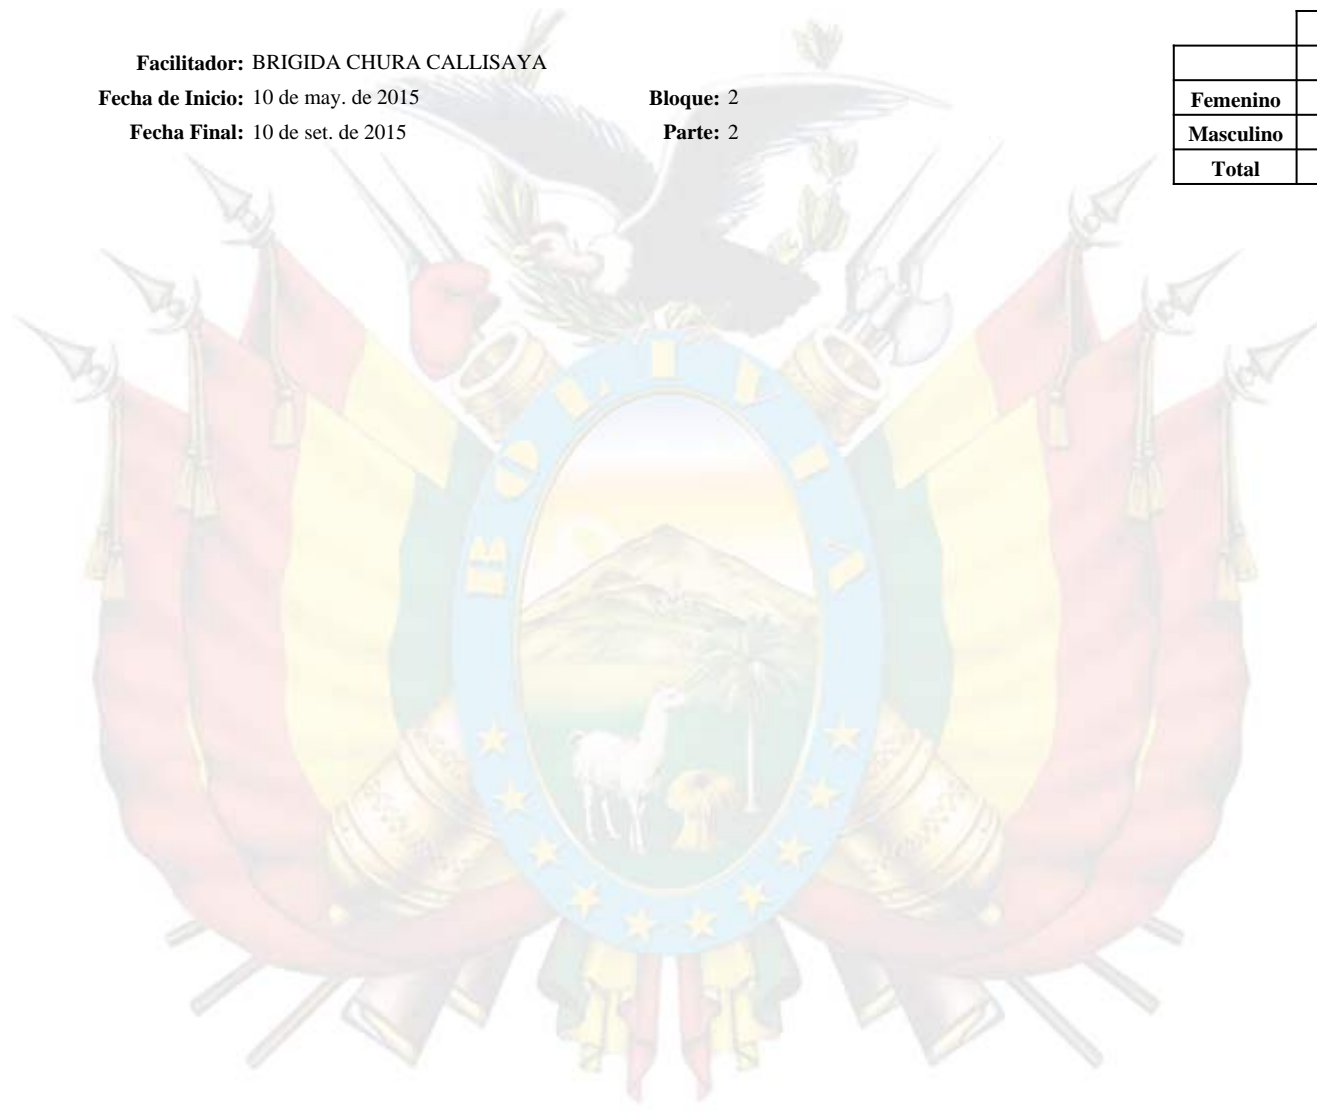 Facilitador: BRIGIDA CHURA CALLISAYA
Fecha de Inicio: 10 de may. de 2015 Bloque: 2
Femenino
Fecha Final: 10 de set. de 2015 Parte: 2
Masculino
Total
BOLIVIA